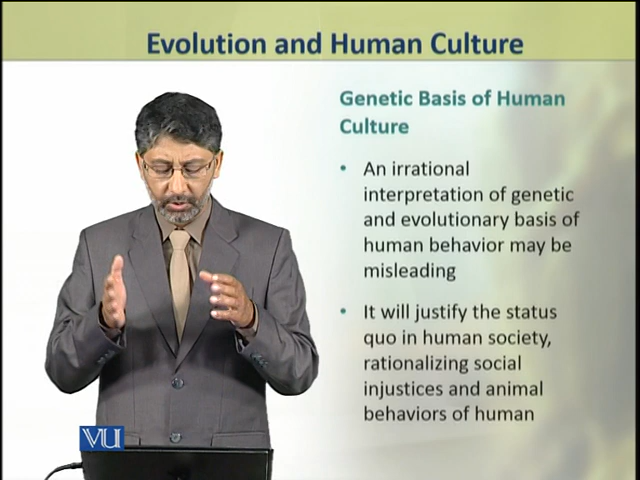 Evolution and Human Culture
Genetic Basis of Human
Culture
• An irrational
interpretation of genetic
and evolutionary basis of
human behavior may be
misleading
• It will justify the status
quo in human society,
rationalizing social
injustices and animal
behaviors of human
VU